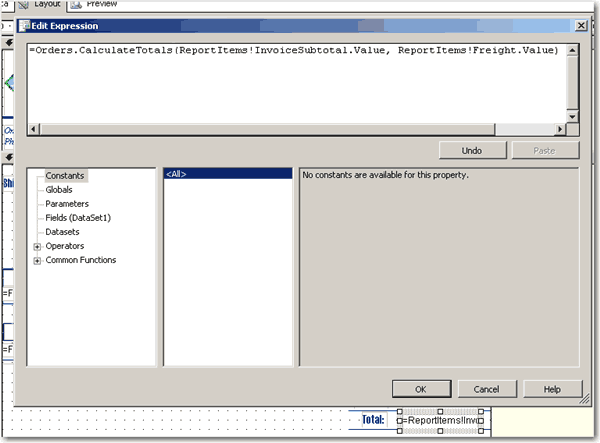 Layout Preview
Edit Expression
=Orders.CalculateTotals(ReportItems!InvoiceSubtotal.Value, ReportItems!Freight.Value)
Undo Paste
Constants
Globals
Parameters
Fields (DataSet1)
Datasets
Operators
Common Functions
<All>
No constants are available for this property.
=F
=F
OK Cancel Help
Total: =ReportItems!Invo